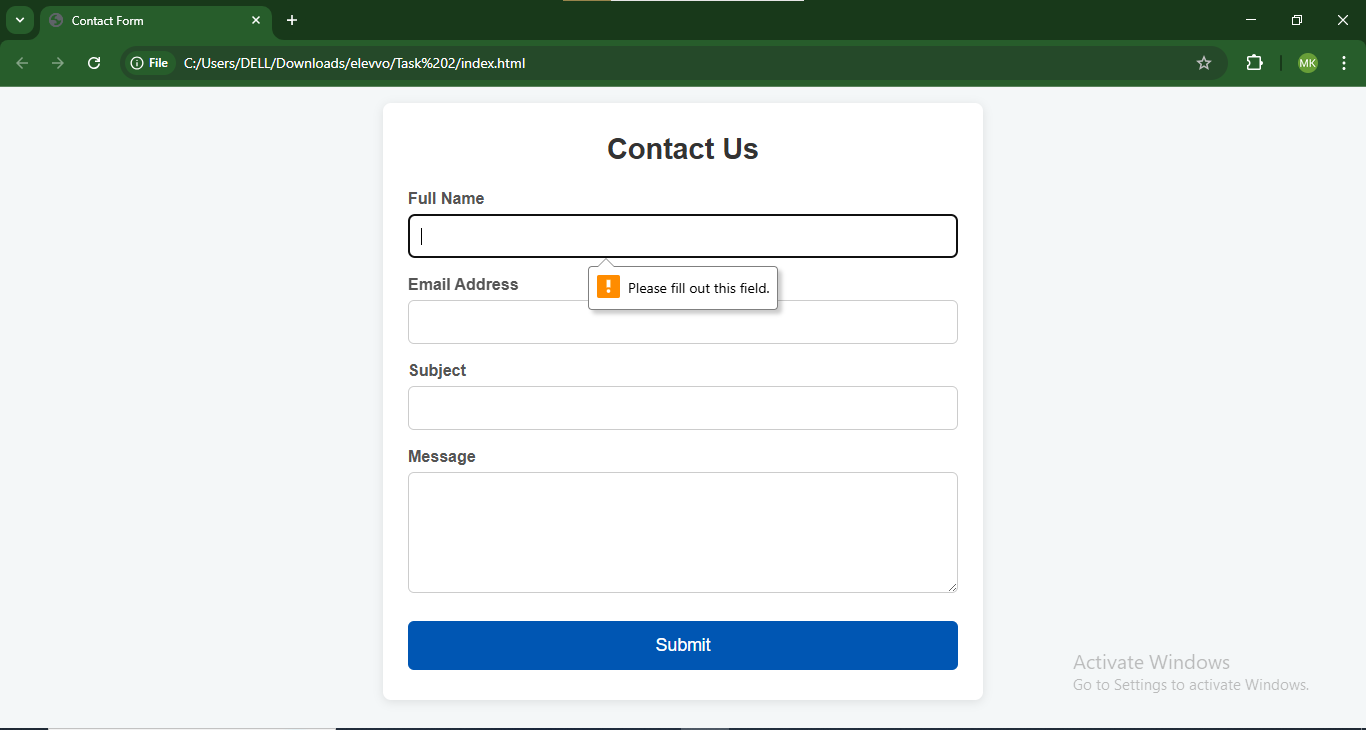 Contact Form
File C:/Users/DELL/Downloads/elevvo/Task%202/index.html
MK
Contact Us
Full Name
Please fill out this field.
Email Address
Subject
Message
Submit
Activate Windows
Go to Settings to activate Windows.